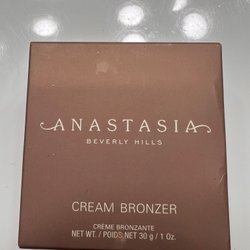 ANASTASIA
BEVERLY HILLS
CREAM BRONZER
CRÈME BRONZANTE
NET WT. / POIDS NET 30 g / 1 Oz.